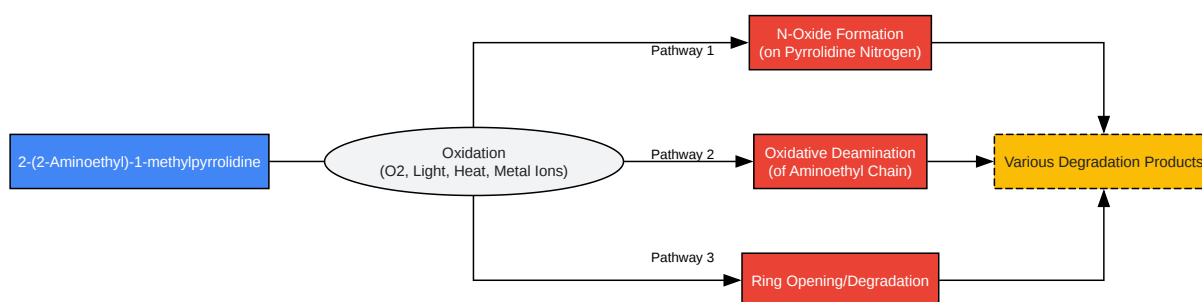 2-(2-Aminoethyl)-1-methylpyrrolidine
Oxidation
(O2, Light, Heat, Metal Ions)
Pathway 1
N-Oxide Formation
(on Pyrrolidine Nitrogen)
Pathway 2
Oxidative Deamination
(of Aminoethyl Chain)
Various Degradation Products
Pathway 3
Ring Opening/Degradation